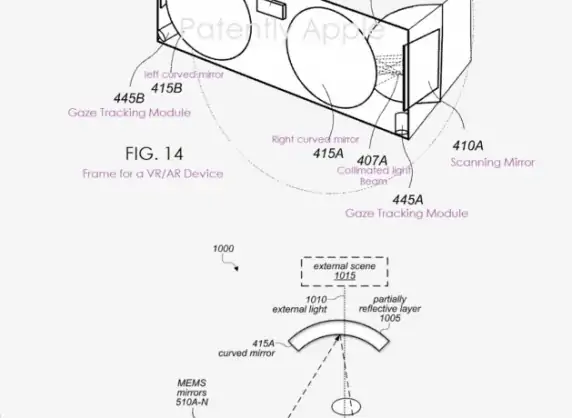 Patently Apple
left curved mirror
445B
415B
Gaze Tracking Module
Right curved mirror
415A
407A
Collimated light
Beam
410A
Scanning Mirror
FIG. 14
Frame for a VR/AR Device
445A
Gaze Tracking Module
1000
external scene
1015
1010
external light
partially
reflective layer
1005
415A
curved mirror
MEMS
mirrors
510A-N